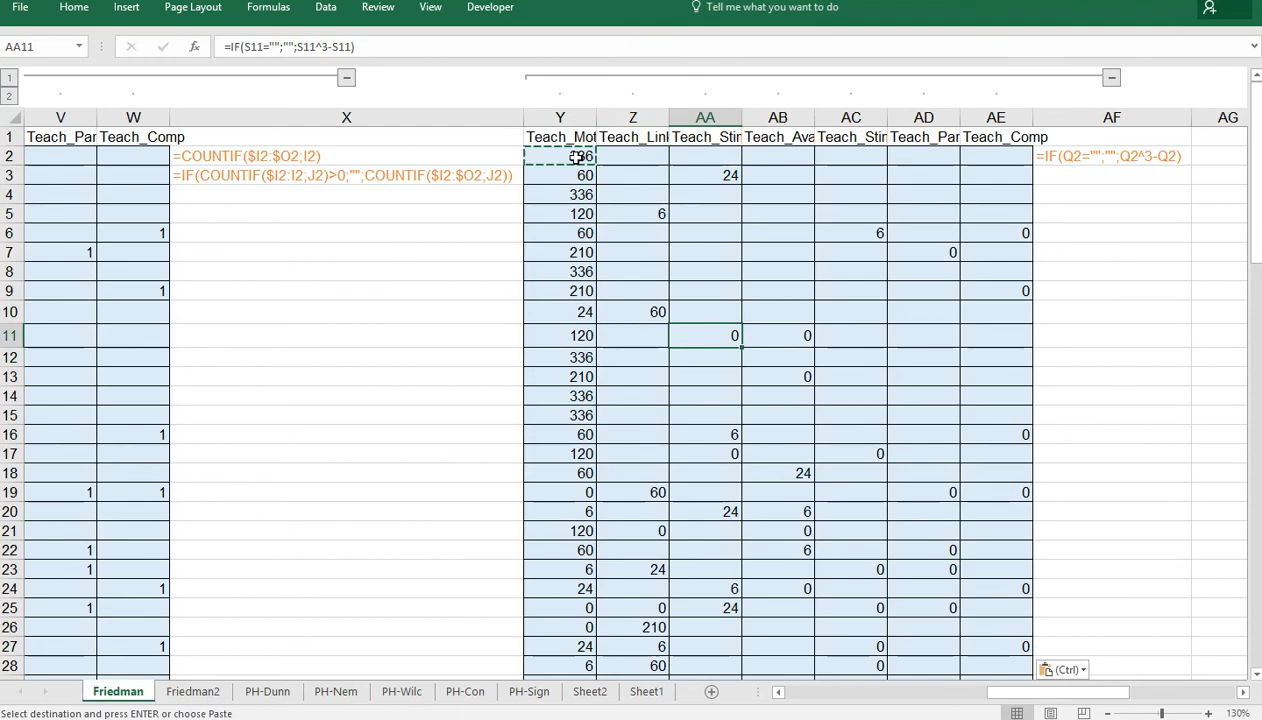 File Home Insert Page Layout Formulas Data Review View Developer Tell me what you want to do
AA11 fx =IF(S11="";"";S11^3-S11)
1
2
V W X Y Z AA AB AC AD AE AF AG
1 Teach_Par Teach_Comp Teach_Mot Teach_Link Teach_Stim Teach_Ava Teach_Stim Teach_Par Teach_Comp
2 =COUNTIF($I2:$O2;I2) =IF(Q2="";"";Q2^3-Q2)
3 =IF(COUNTIF($I2:I2;J2)>0;"";COUNTIF($I2:$O2;J2)) 60 24
4 336
5 120 6
6 1 60 6 0
7 1 210 0
8 336
9 1 210 0
10 24 60
11 120 0 0
12 336
13 210 0
14 336
15 336
16 1 60 6 0
17 120 0 0
18 60 24
19 1 1 0 60 0 0
20 6 24 6
21 120 0 0
22 1 60 6 0
23 1 6 24 0 0
24 1 24 6 0 0
25 1 0 0 24 0 0
26 0 210
27 1 24 6 0 0
28 6 60 0
(Ctrl)
Friedman Friedman2 PH-Dunn PH-Nem PH-Wilc PH-Con PH-Sign Sheet2 Sheet1
Select destination and press ENTER or choose Paste 130%